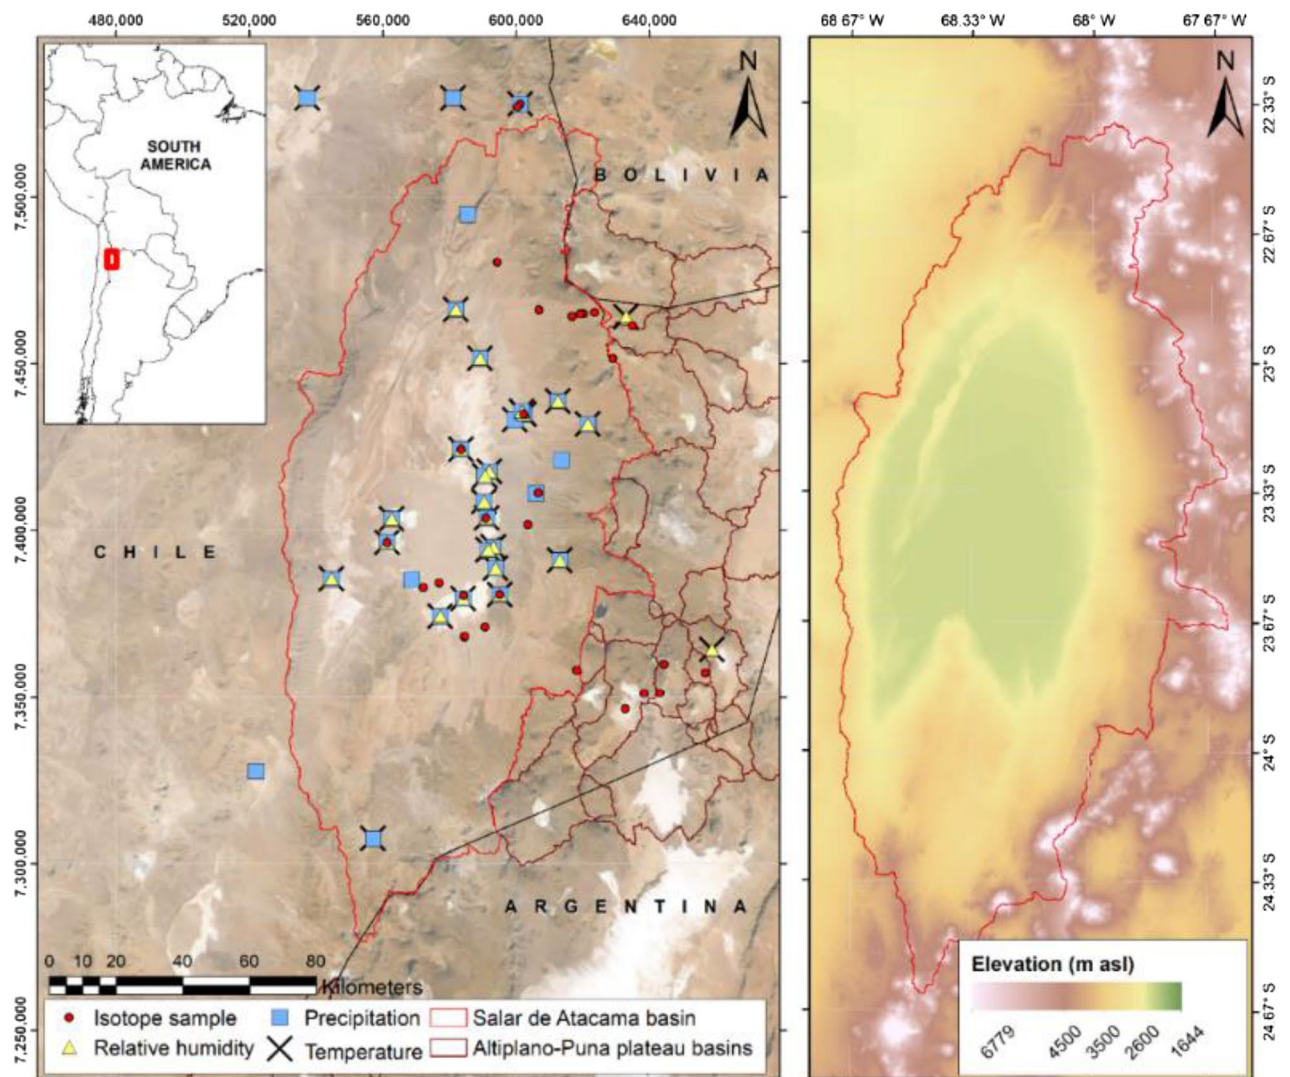 480,000 520,000 560,000 600,000 640,000
68 67° W 68.33° W 68° W 67 67° W
N
N
SOUTH
AMERICA
BOLIVIA
CHILE
ARGENTINA
7,500,000
7,450,000
7,400,000
7,350,000
7,300,000
7,250,000
22 33° S
22 67° S
23° S
23 33° S
23 67° S
24° S
24 33° S
24 67° S
0 10 20 40 60 80
Kilometers
Isotope sample Precipitation Salar de Atacama basin
Relative humidity Temperature Altiplano-Puna plateau basins
Elevation (m asl)
6779 4500 3500 2600 1644